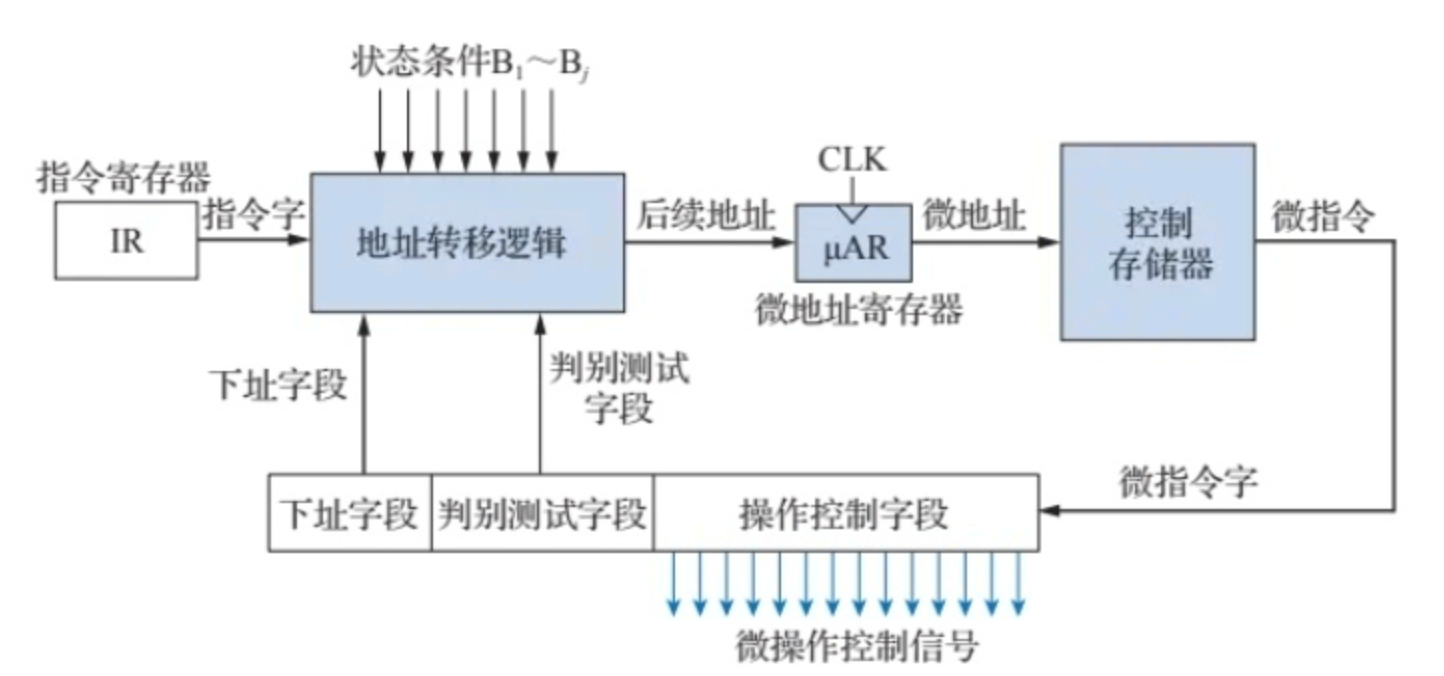 状态条件B₁～Bⱼ
指令寄存器
IR
指令字
地址转移逻辑
后续地址
CLK
μAR
微地址寄存器
微地址
控制
存储器
微指令
下址字段
判别测试
字段
微指令字
下址字段
判别测试字段
操作控制字段
微操作控制信号